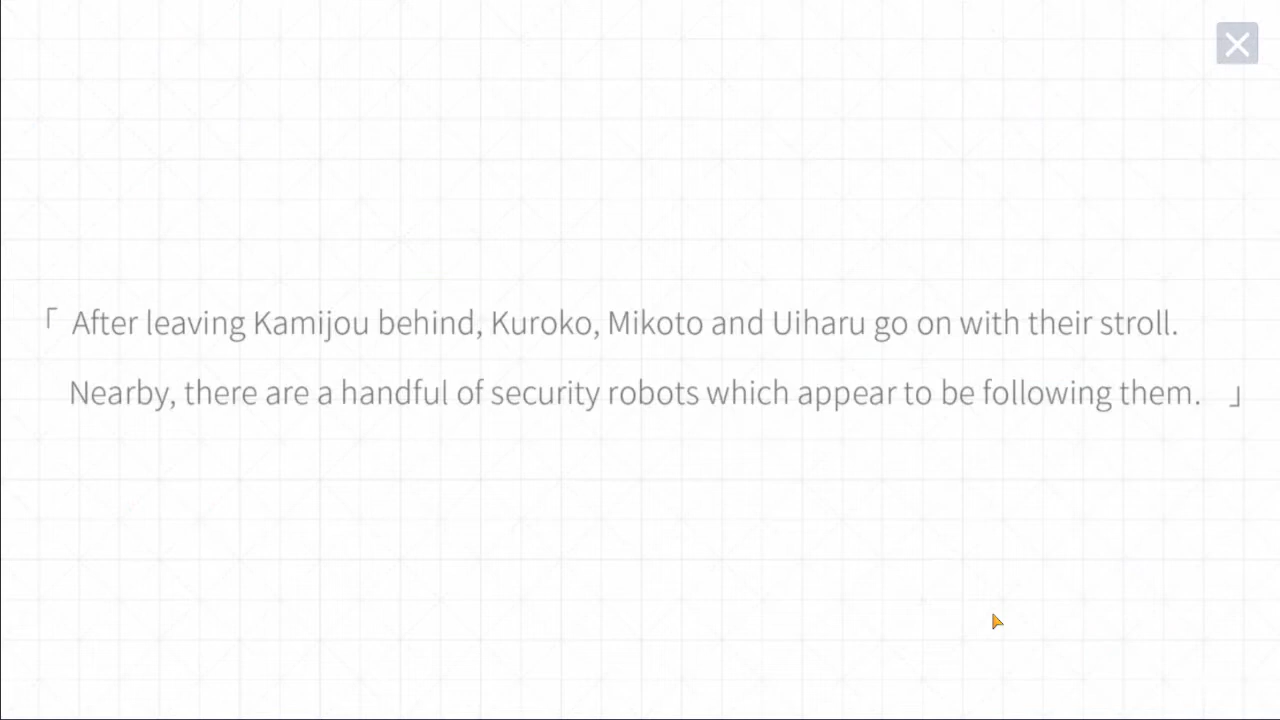 「 After leaving Kamijou behind, Kuroko, Mikoto and Uiharu go on with their stroll.
Nearby, there are a handful of security robots which appear to be following them. 」